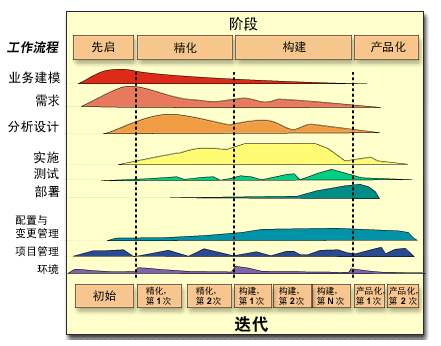 阶段
工作流程
先启
精化
构建
产品化
业务建模
需求
分析设计
实施
测试
部署
配置与
变更管理
项目管理
环境
初始
精化,
第 1次
精化,
第 2次
构建,
第 1次
构建,
第 2次
构建,
第 N次
产品化,
第 1次
产品化,
第 2 次
迭代